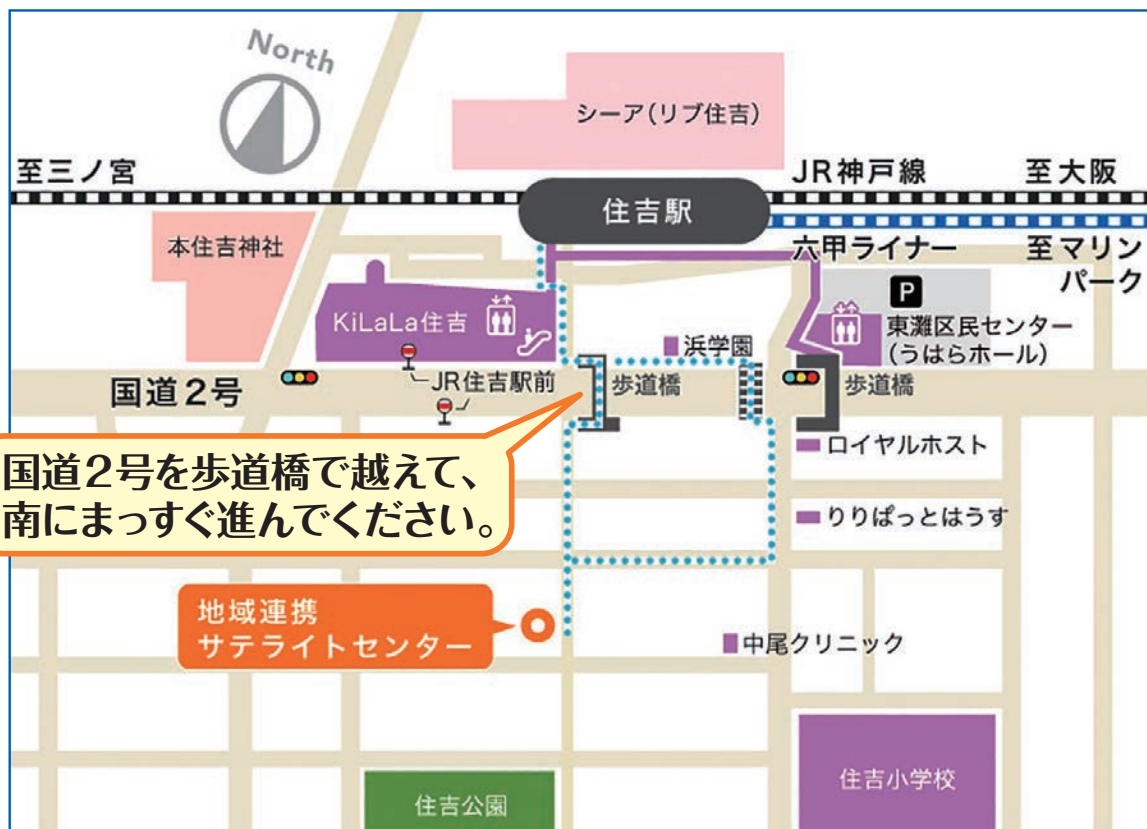 North
シーア(リブ住吉)
至三ノ宮
JR神戸線
至大阪
住吉駅
本住吉神社
六甲ライナー
至マリン
パーク
P
KiLaLa住吉
東灘区民センター
(うはらホール)
浜学園
国道2号
JR住吉駅前
歩道橋
歩道橋
ロイヤルホスト
国道2号を歩道橋で越えて、
南にまっすぐ進んでください。
りりぱっとはうす
地域連携
サテライトセンター
中尾クリニック
住吉小学校
住吉公園